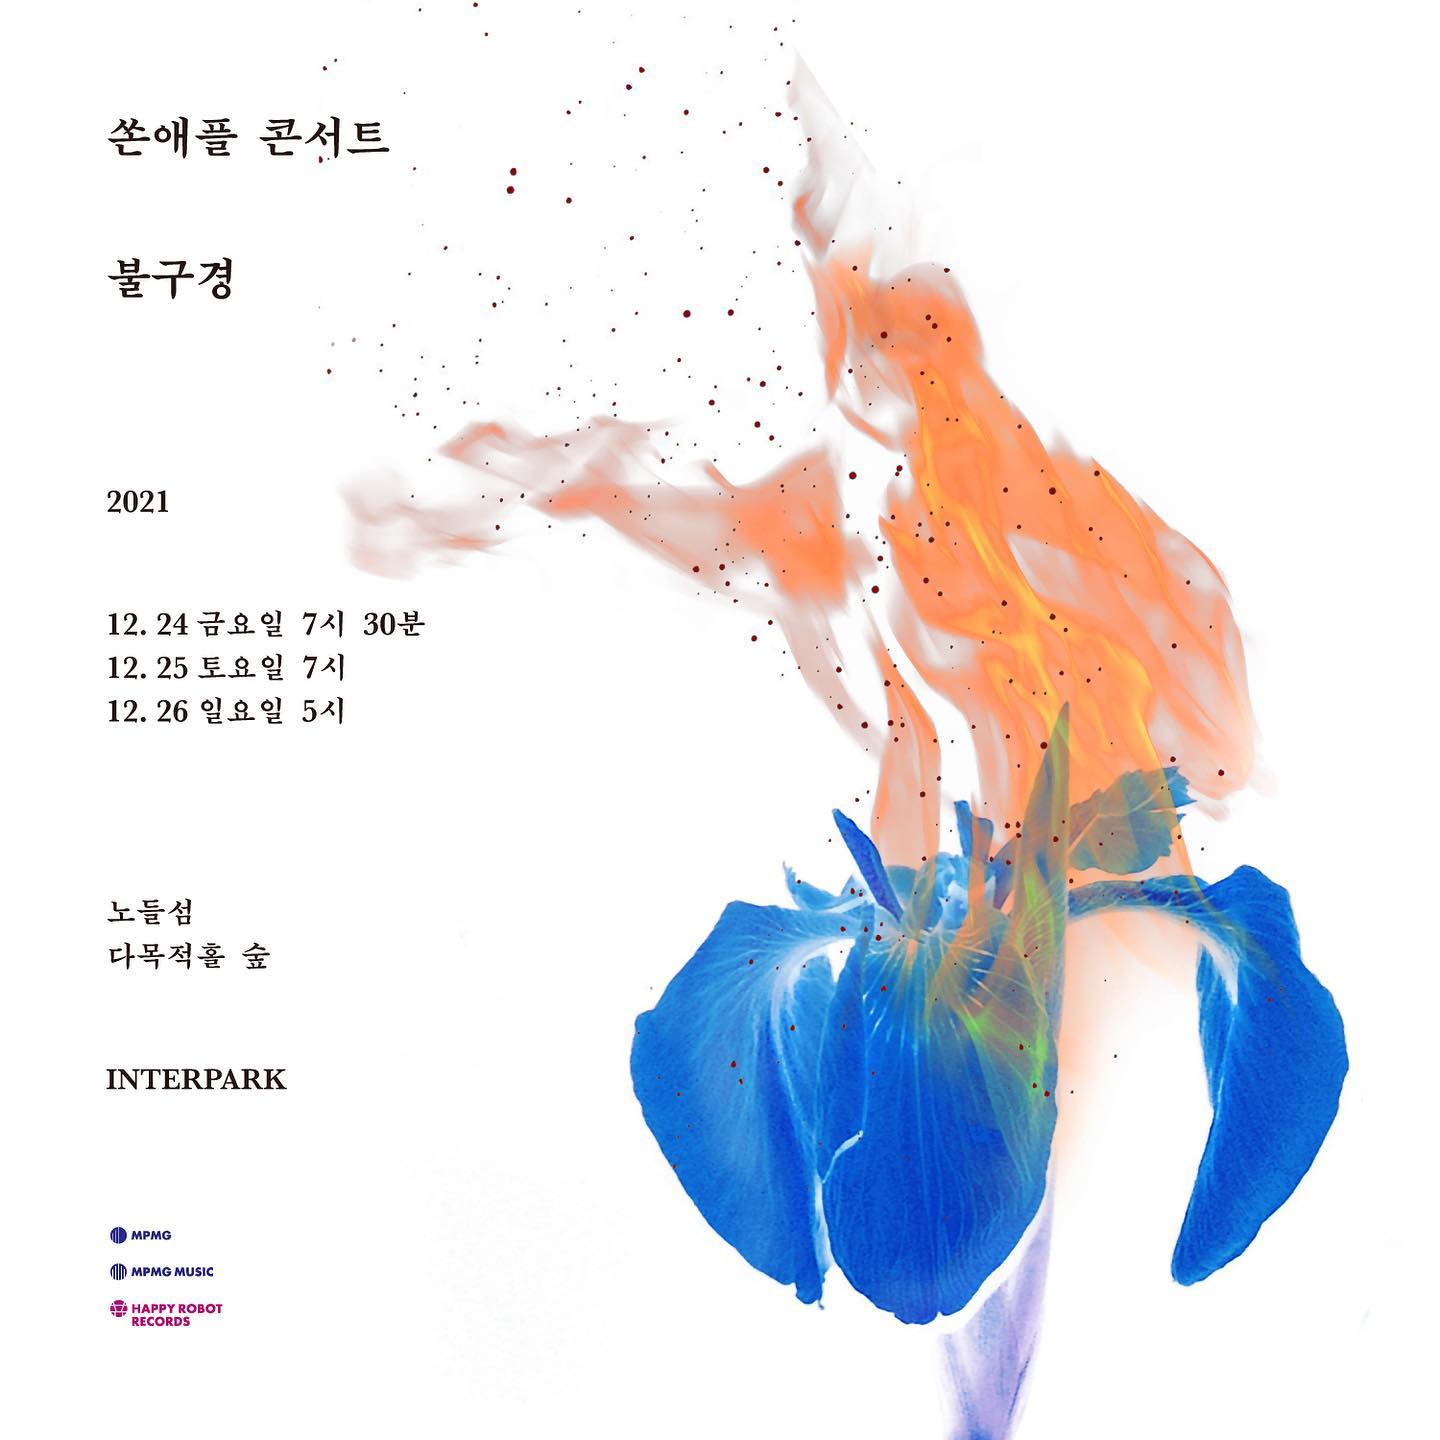 쏜애플 콘서트
불구경
2021
12. 24 금요일 7시 30분
12. 25 토요일 7시
12. 26 일요일 5시
노들섬
다목적홀 숲
INTERPARK
MPMG
MPMG MUSIC
HAPPY ROBOT
RECORDS